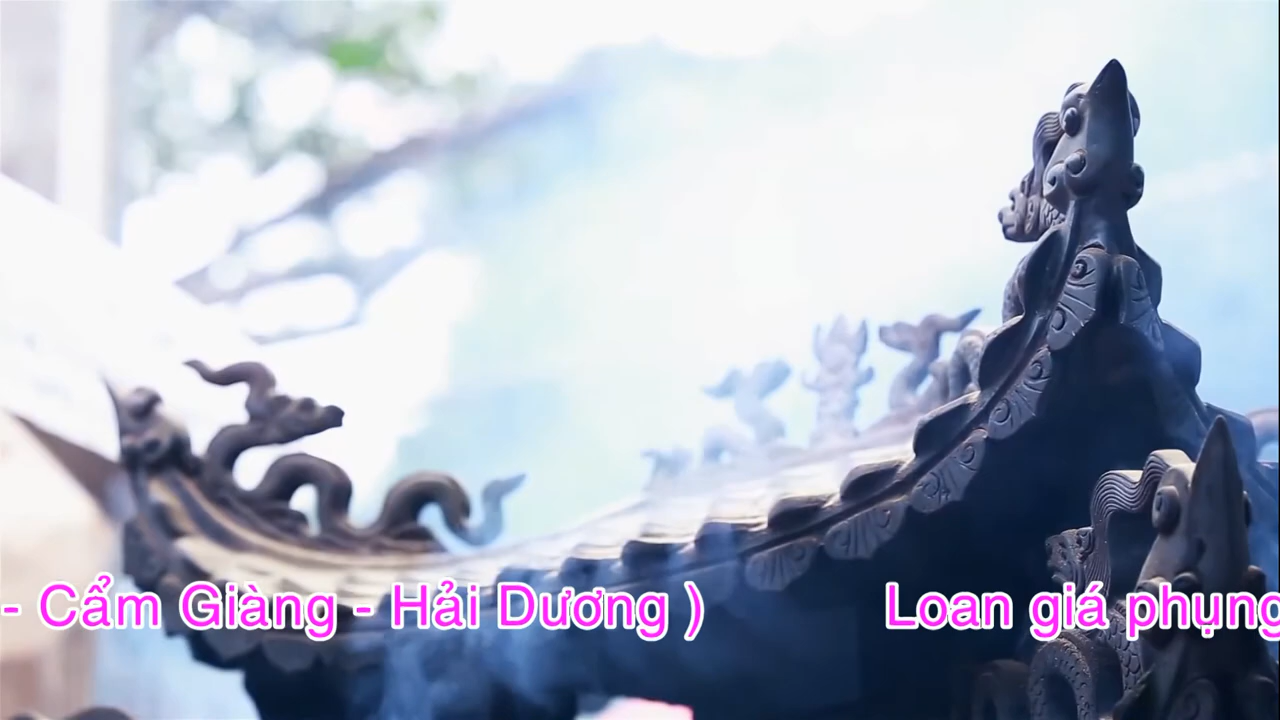 - Cẩm Giàng - Hải Dương ) Loan giá phụng